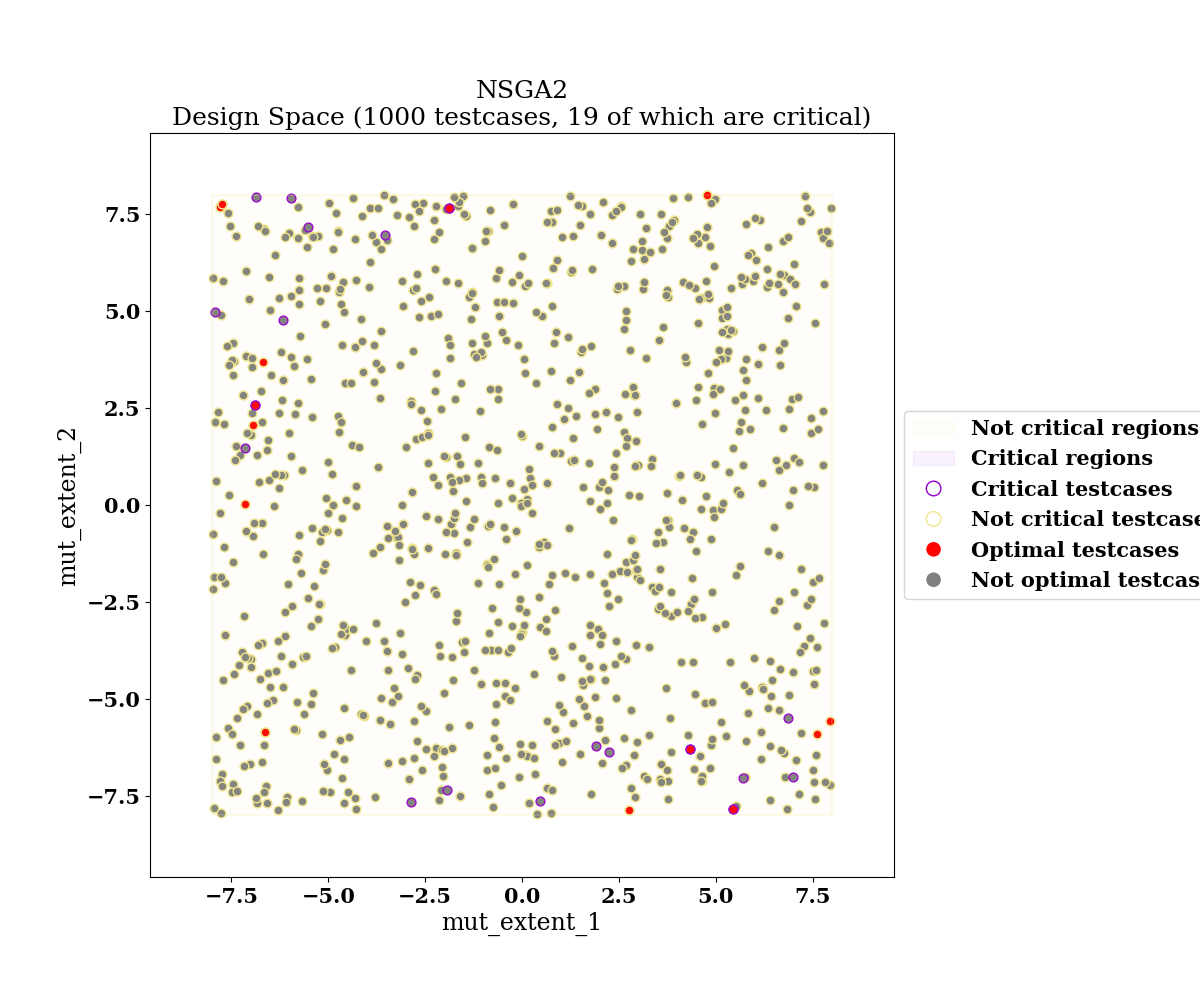 NSGA2
Design Space (1000 testcases, 19 of which are critical)
7.5
5.0
2.5
0.0
−2.5
−5.0
−7.5
mut_extent_2
−7.5
−5.0
−2.5
0.0
2.5
5.0
7.5
mut_extent_1
Not critical regions
Critical regions
Critical testcases
Not critical testcase
Optimal testcases
Not optimal testcas